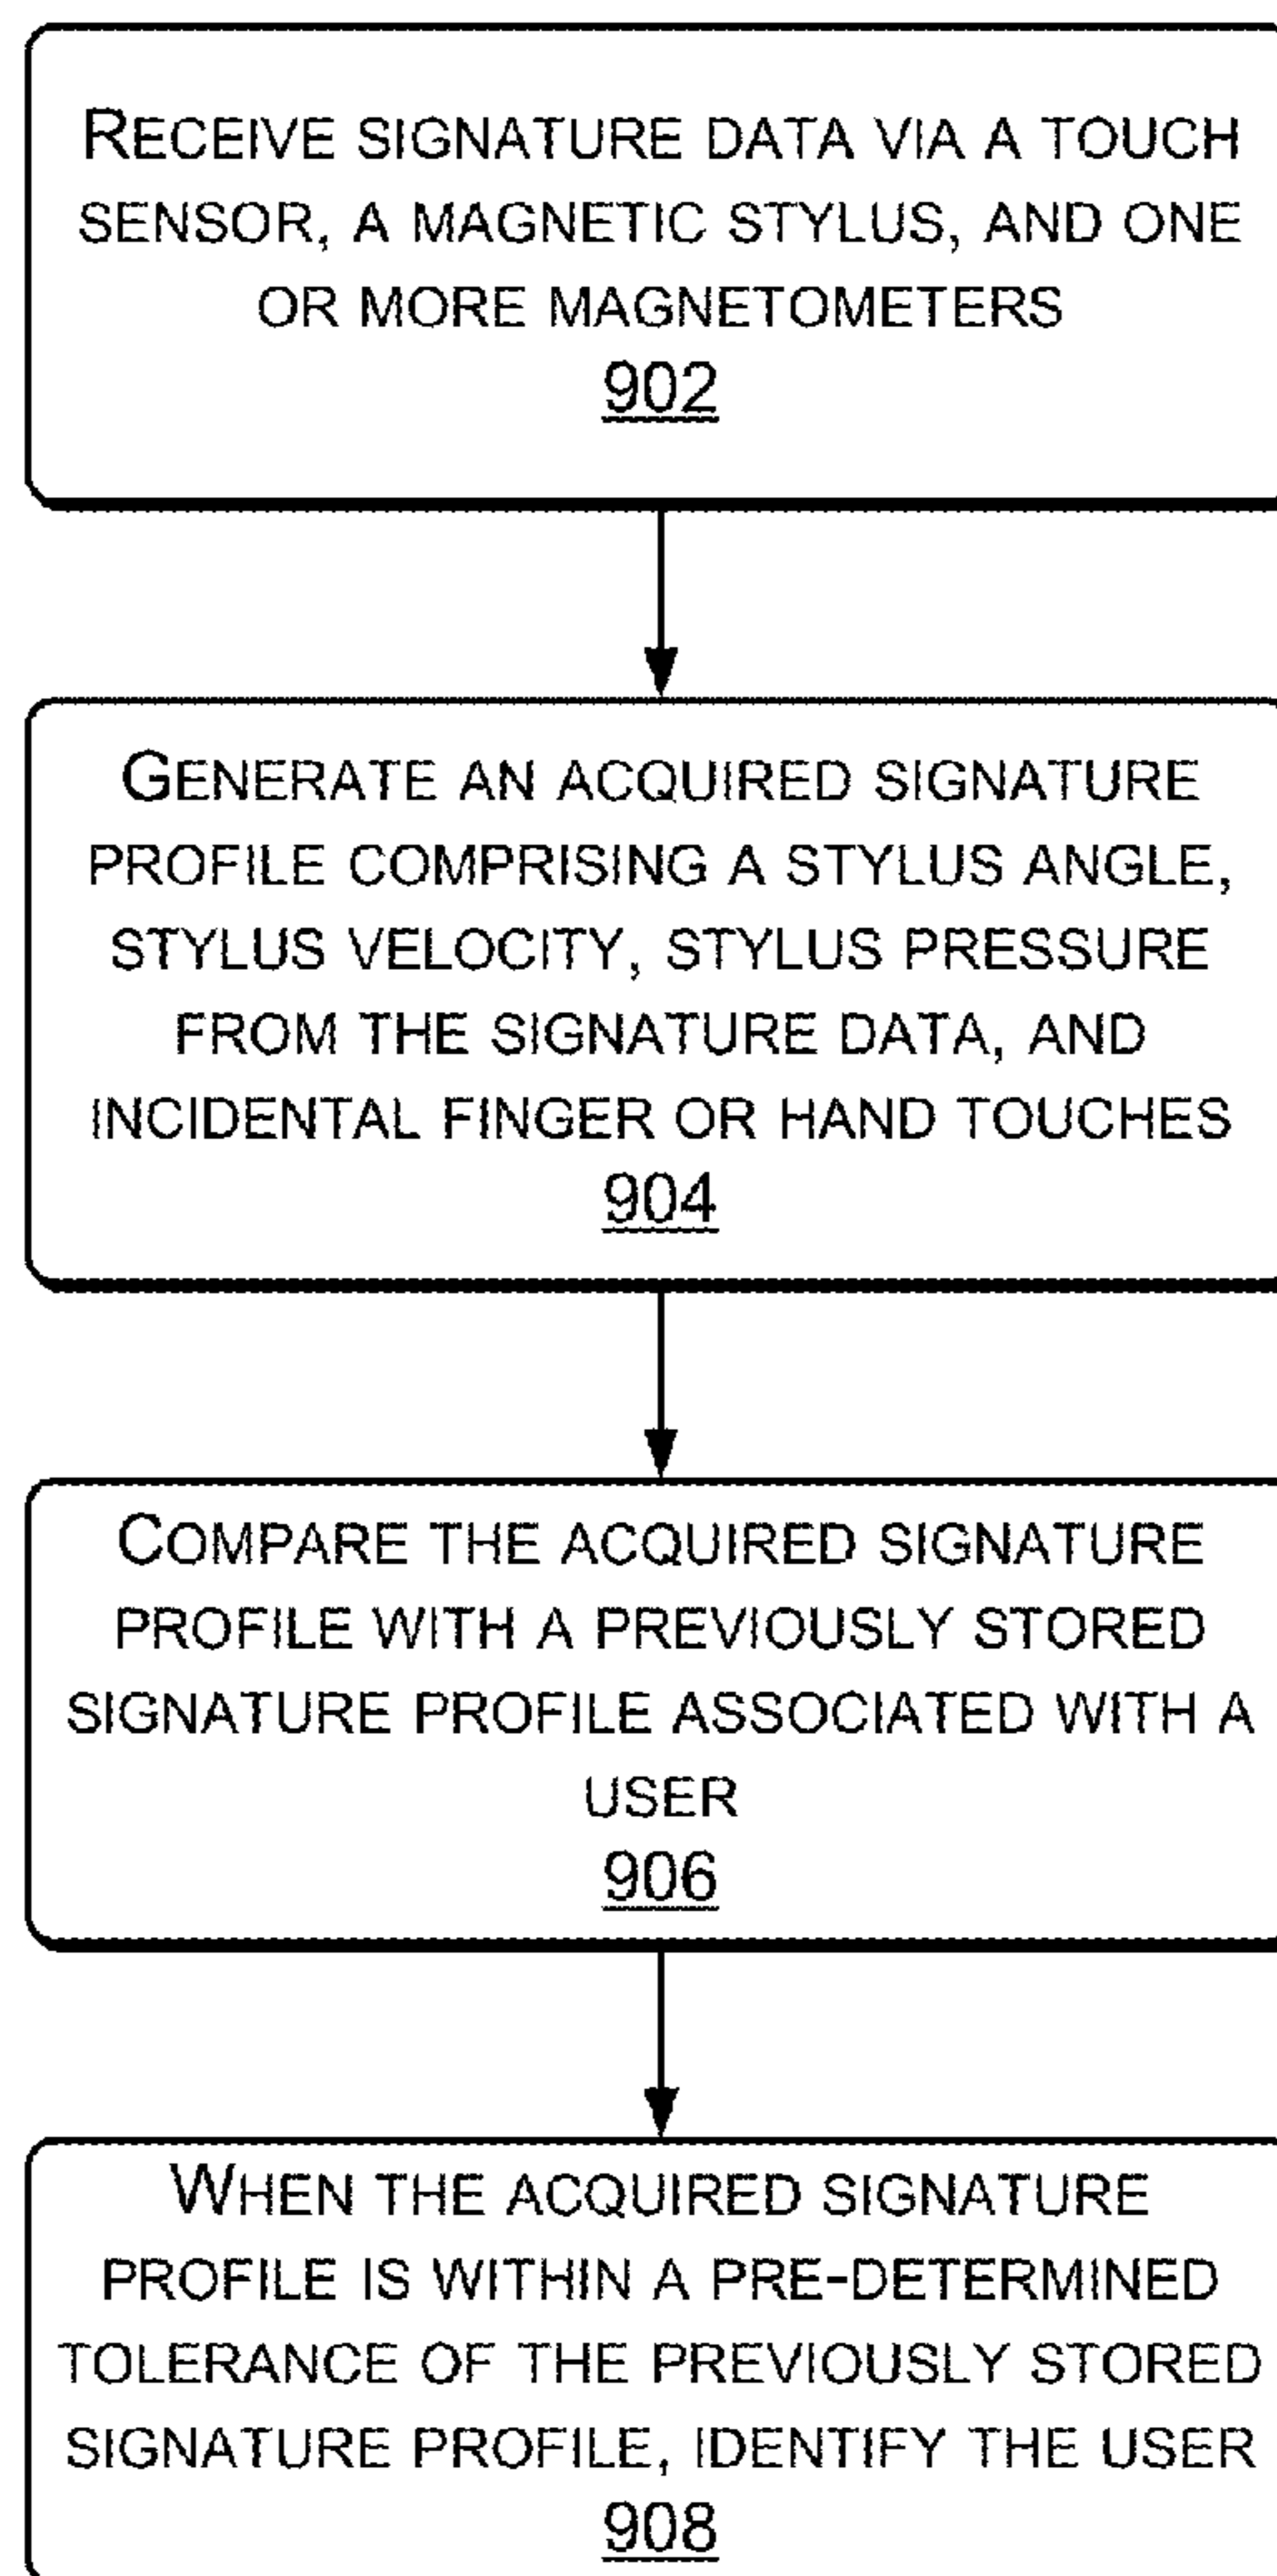 RECEIVE SIGNATURE DATA VIA A TOUCH
SENSOR, A MAGNETIC STYLUS, AND ONE
OR MORE MAGNETOMETERS
902
GENERATE AN ACQUIRED SIGNATURE
PROFILE COMPRISING A STYLUS ANGLE,
STYLUS VELOCITY, STYLUS PRESSURE
FROM THE SIGNATURE DATA, AND
INCIDENTAL FINGER OR HAND TOUCHES
904
COMPARE THE ACQUIRED SIGNATURE
PROFILE WITH A PREVIOUSLY STORED
SIGNATURE PROFILE ASSOCIATED WITH A
USER
906
WHEN THE ACQUIRED SIGNATURE
PROFILE IS WITHIN A PRE-DETERMINED
TOLERANCE OF THE PREVIOUSLY STORED
SIGNATURE PROFILE, IDENTIFY THE USER
908